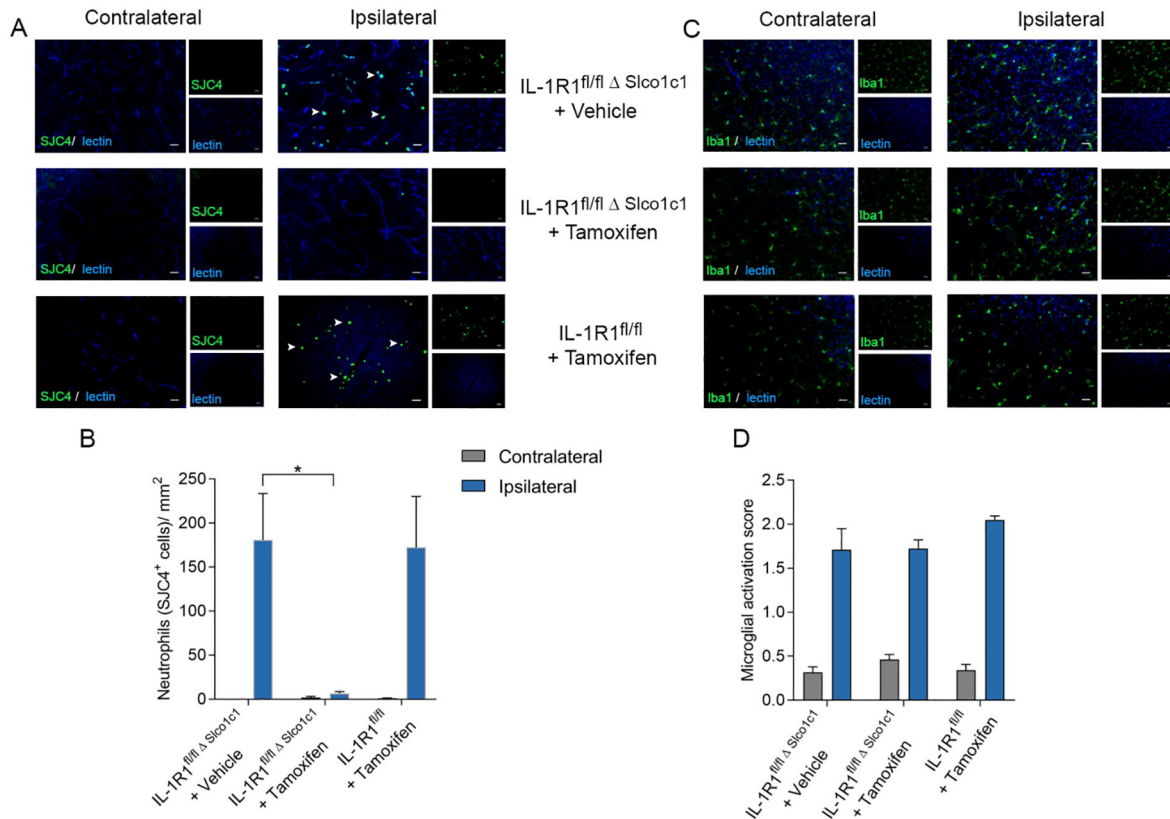 A
Contralateral
Ipsilateral
SJC4
SJC4/ lectin
lectin
IL-1R1fl/fl Δ Slco1c1
+ Vehicle
SJC4
SJC4/ lectin
lectin
IL-1R1fl/fl Δ Slco1c1
+ Tamoxifen
SJC4
SJC4 / lectin
lectin
IL-1R1fl/fl
+ Tamoxifen
C
Contralateral
Ipsilateral
Iba1
Iba1 / lectin
lectin
Iba1
Iba1 / lectin
lectin
Iba1
Iba1 / lectin
lectin
B
Contralateral
Ipsilateral
Neutrophils (SJC4+ cells)/ mm2
250
200
150
100
50
0
*
IL-1R1fl/fl Δ Slco1c1
+ Vehicle
IL-1R1fl/fl Δ Slco1c1
+ Tamoxifen
IL-1R1fl/fl
+ Tamoxifen
D
Microglial activation score
2.5
2.0
1.5
1.0
0.5
0.0
IL-1R1fl/fl Δ Slco1c1
+ Vehicle
IL-1R1fl/fl Δ Slco1c1
+ Tamoxifen
IL-1R1fl/fl
+ Tamoxifen